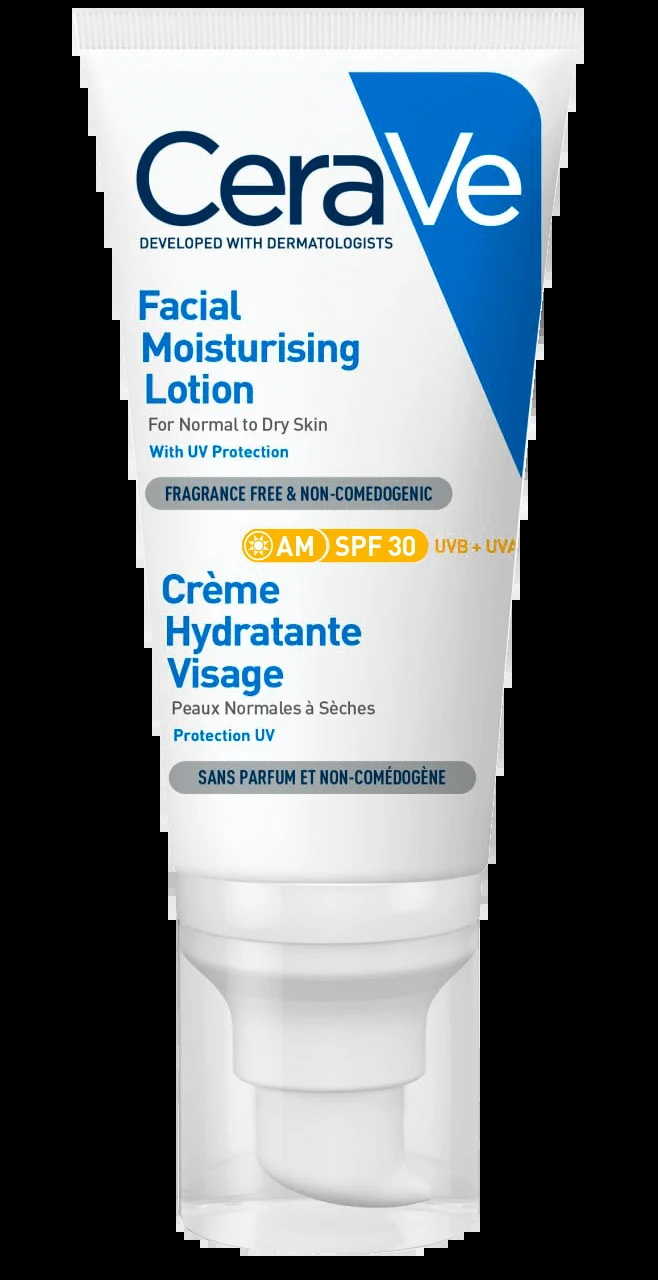 CeraVe
DEVELOPED WITH DERMATOLOGISTS
Facial
Moisturising
Lotion
For Normal to Dry Skin
With UV Protection
FRAGRANCE FREE & NON-COMEDOGENIC
AM SPF 30 UVB + UVA
Crème
Hydratante
Visage
Peaux Normales à Sèches
Protection UV
SANS PARFUM ET NON-COMÉDOGÈNE